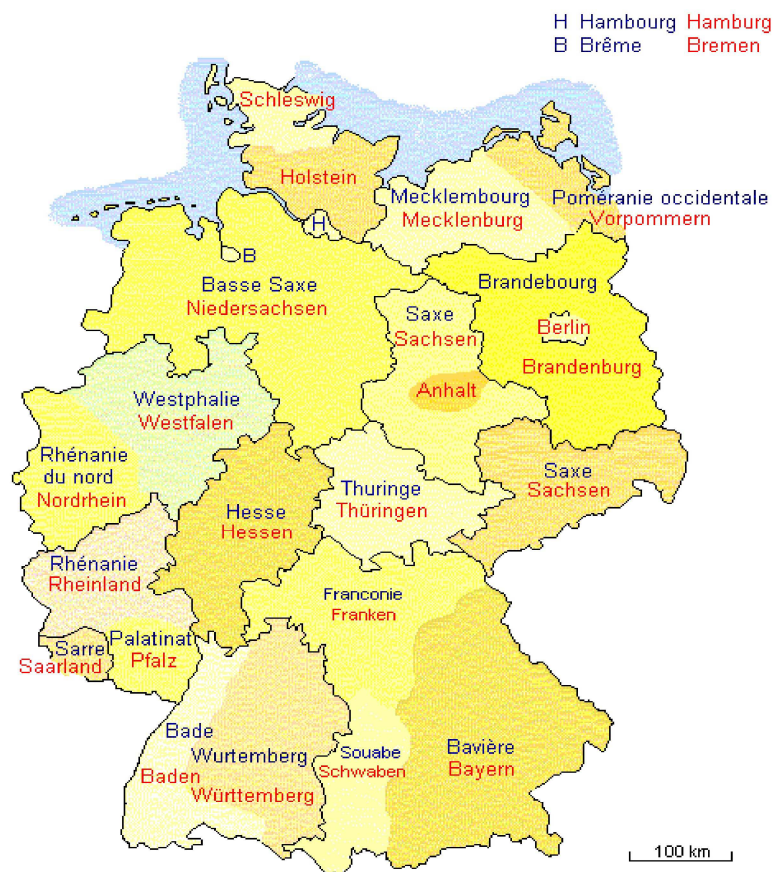 H Hambourg Hamburg
B Brême Bremen
Schleswig
Holstein
H
Mecklembourg
Mecklenburg
Poméranie occidentale
Vorpommern
B
Basse Saxe
Niedersachsen
Brandebourg
Berlin
Brandenburg
Saxe
Sachsen
Anhalt
Westphalie
Westfalen
Rhénanie
du nord
Nordrhein
Saxe
Sachsen
Thuringe
Thüringen
Hesse
Hessen
Rhénanie
Rheinland
Franconie
Franken
Sarre
Saarland
Palatinat
Pfalz
Bade
Baden
Wurtemberg
Württemberg
Souabe
Schwaben
Bavière
Bayern
100 km